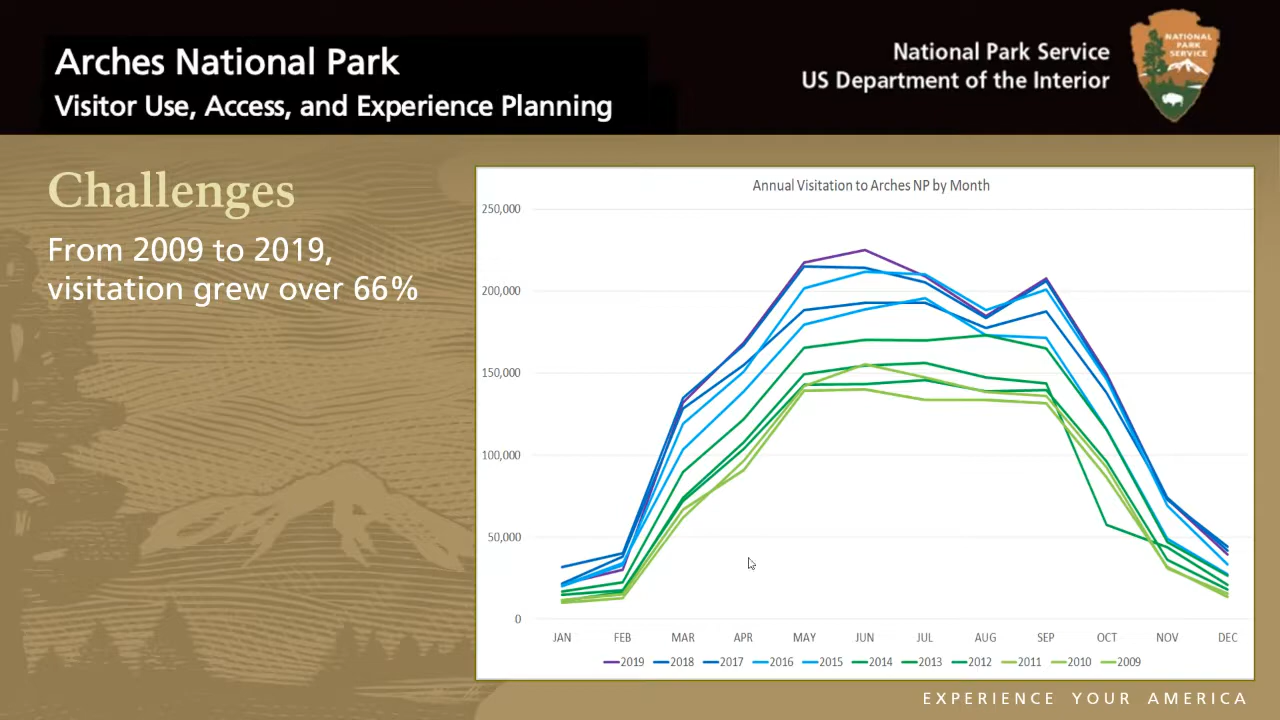 Arches National Park
Visitor Use, Access, and Experience Planning
National Park Service
US Department of the Interior
NATIONAL
PARK
SERVICE
Challenges
From 2009 to 2019,
visitation grew over 66%
Annual Visitation to Arches NP by Month
250,000
200,000
150,000
100,000
50,000
0
JAN FEB MAR APR MAY JUN JUL AUG SEP OCT NOV DEC
2019 2018 2017 2016 2015 2014 2013 2012 2011 2010 2009
EXPERIENCE YOUR AMERICA